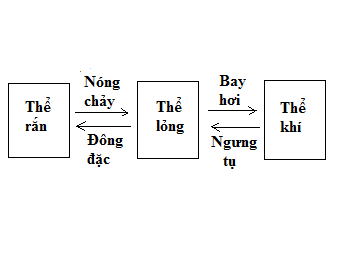 Thể
rắn
Nóng
chảy
Đông
đặc
Thể
lỏng
Bay
hơi
Ngưng
tụ
Thể
khí